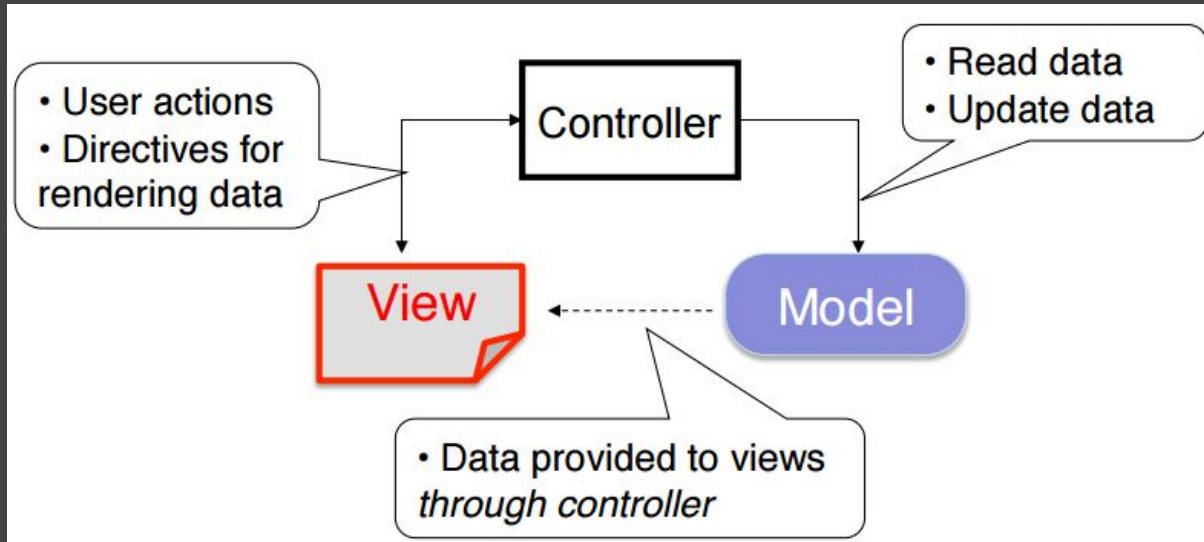 • User actions
• Directives for
rendering data
Controller
• Read data
• Update data
View
Model
• Data provided to views
through controller